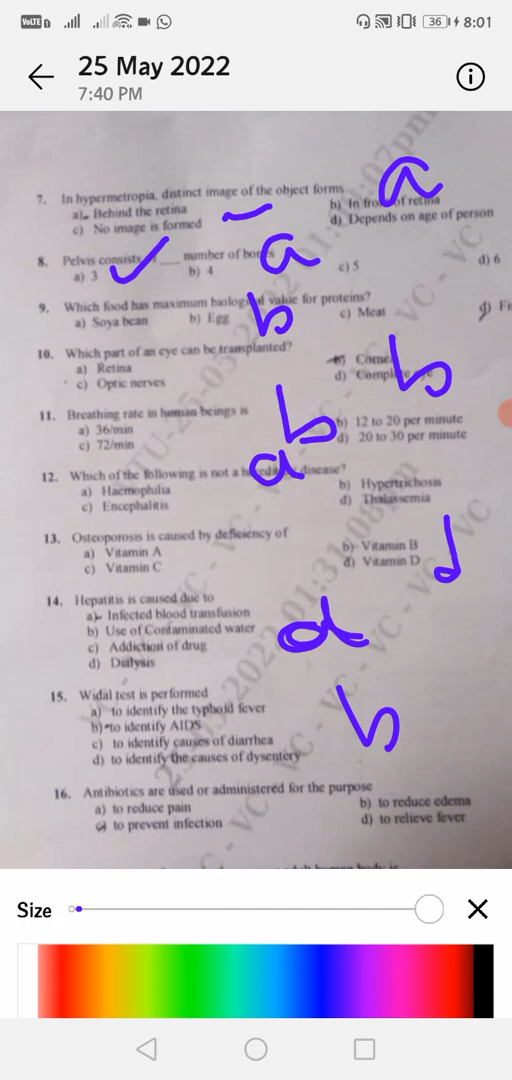 VoLTE 36 8:01
25 May 2022
7:40 PM
7. In hypermetropia, distinct image of the object forms
a) Behind the retina b) In front of retina
c) No image is formed d) Depends on age of person
a
8. Pelvis consists ___ number of bones
a) 3 b) 4 c) 5 d) 6
a
9. Which food has maximum biological value for proteins?
a) Soya bean b) Egg c) Meat d)
b
10. Which part of an eye can be transplanted?
a) Retina b)
c) Optic nerves d) Complete eye
b
11. Breathing rate in human beings is
a) 36/min b) 12 to 20 per minute
c) 72/min d) 20 to 30 per minute
b
12. Which of the following is not a hereditary disease?
a) Haemophilia b) Hypertrichosis
c) Encephalitis d) Thalassemia
a
13. Osteoporosis is caused by deficiency of
a) Vitamin A b) Vitamin B
c) Vitamin C d) Vitamin D
d
14. Hepatitis is caused due to
a) Infected blood transfusion
b) Use of Contaminated water
c) Addiction of drug
d) Dialysis
15. Widal test is performed
a) to identify the typhoid fever
b) to identify AIDS
c) to identify causes of diarrhea
d) to identify the causes of dysentery
b
16. Antibiotics are used or administered for the purpose
a) to reduce pain b) to reduce edema
c) to prevent infection d) to relieve fever
Size